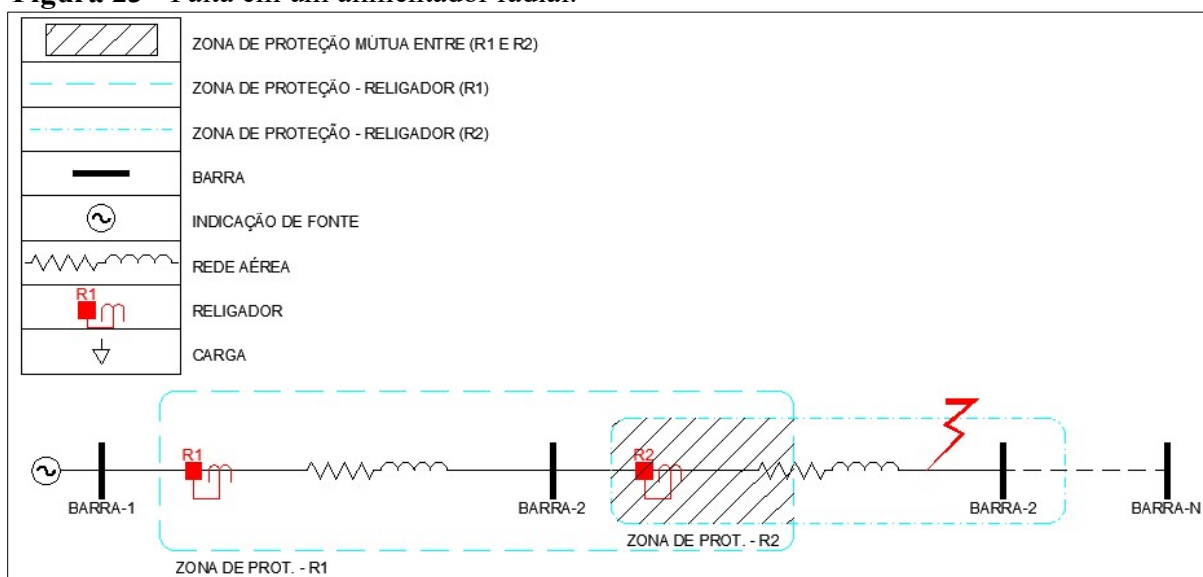 Figura 23 - Falta em um alimentador radial.
ZONA DE PROTEÇÃO MÚTUA ENTRE (R1 E R2)
ZONA DE PROTEÇÃO - RELIGADOR (R1)
ZONA DE PROTEÇÃO - RELIGADOR (R2)
BARRA
INDICAÇÃO DE FONTE
REDE AÉREA
R1
RELIGADOR
CARGA
R1
R2
BARRA-1
BARRA-2
BARRA-2
BARRA-N
ZONA DE PROT. - R2
ZONA DE PROT. - R1